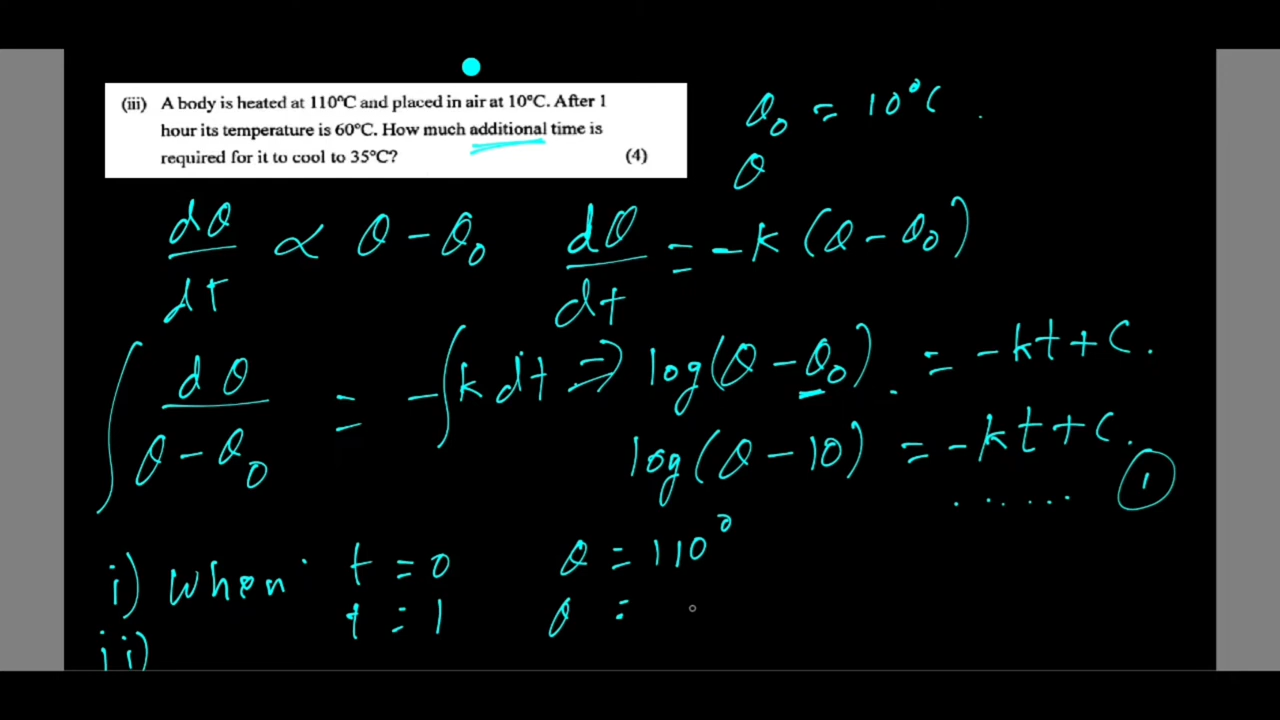 (iii) A body is heated at 110°C and placed in air at 10°C. After 1
hour its temperature is 60°C. How much additional time is
required for it to cool to 35°C? (4)
θ₀ = 10°C .
θ
dθ/dt ∝ θ - θ₀ dθ/dt = -k (θ - θ₀)
∫ dθ/(θ - θ₀) = -∫k dt ⇒ log(θ - θ₀) . = -kt + c .
log(θ - 10) = -kt + c .
. . . . . . ①
i) When t = 0 θ = 110°
t = 1 θ =
ii)